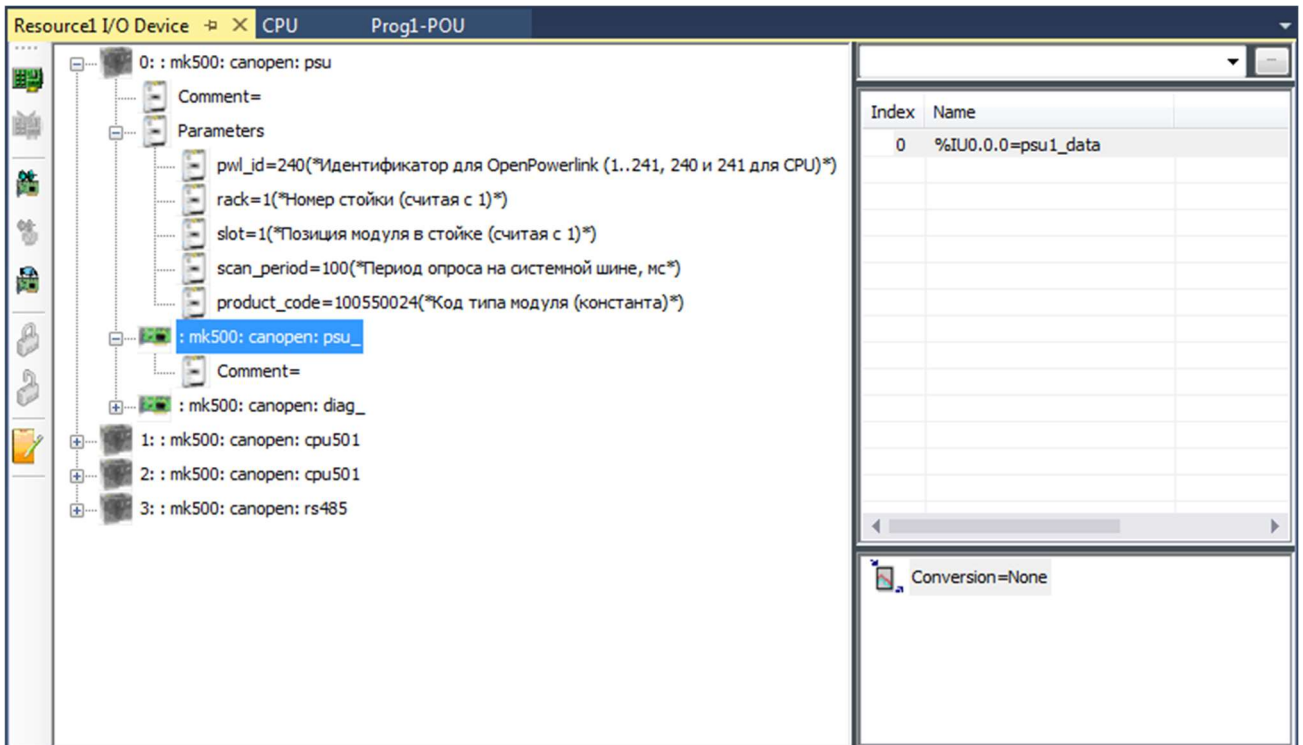 Resource1 I/O Device CPU Prog1-POU
0: : mk500: canopen: psu
Comment=
Parameters
pwl_id=240(*Идентификатор для OpenPowerlink (1..241, 240 и 241 для CPU)*)
rack=1(*Номер стойки (считая с 1)*)
slot=1(*Позиция модуля в стойке (считая с 1)*)
scan_period=100(*Период опроса на системной шине, мс*)
product_code=100550024(*Код типа модуля (константа)*)
: mk500: canopen: psu_
Comment=
: mk500: canopen: diag_
1: : mk500: canopen: cpu501
2: : mk500: canopen: cpu501
3: : mk500: canopen: rs485
...
Index Name
0 %IU0.0.0=psu1_data
Conversion=None